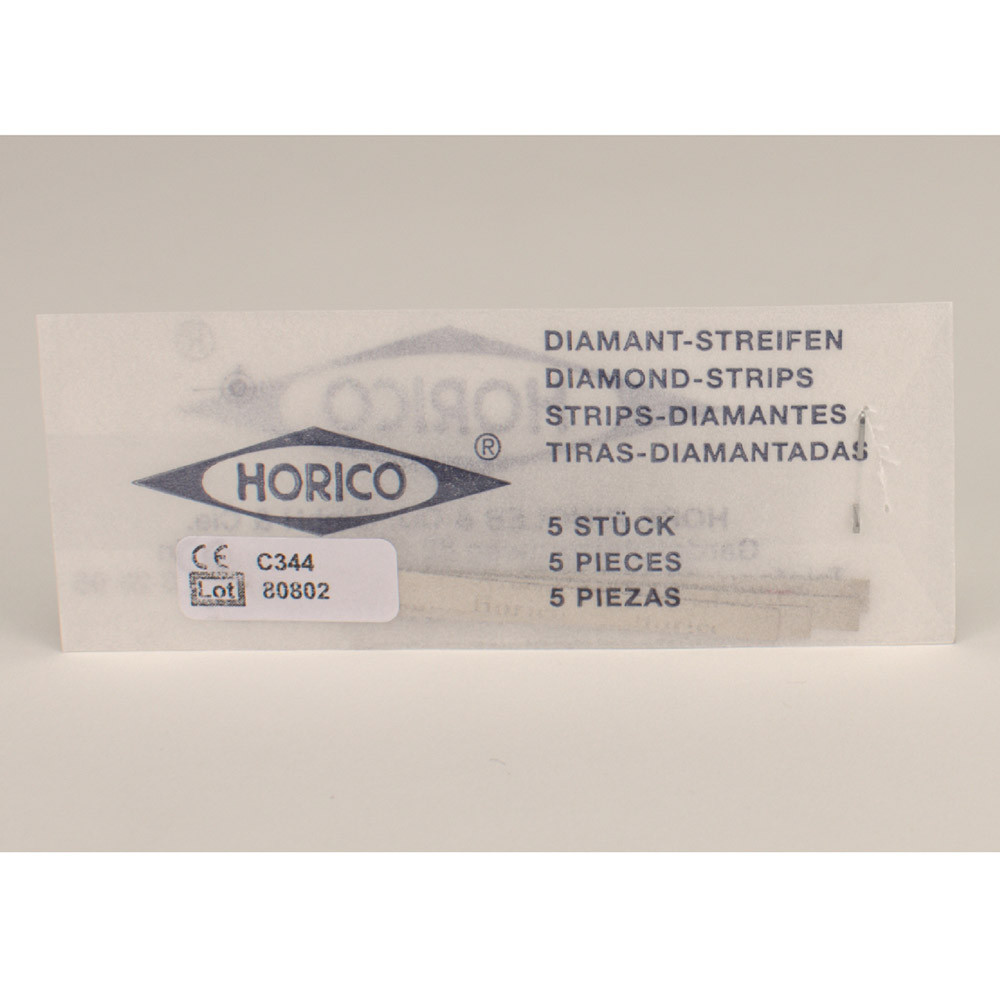 DIAMANT-STREIFEN
DIAMOND-STRIPS
STRIPS-DIAMANTES
TIRAS-DIAMANTADAS
HORICO ®
5 STÜCK
5 PIECES
5 PIEZAS
CE C344
Lot 80802
HORICO